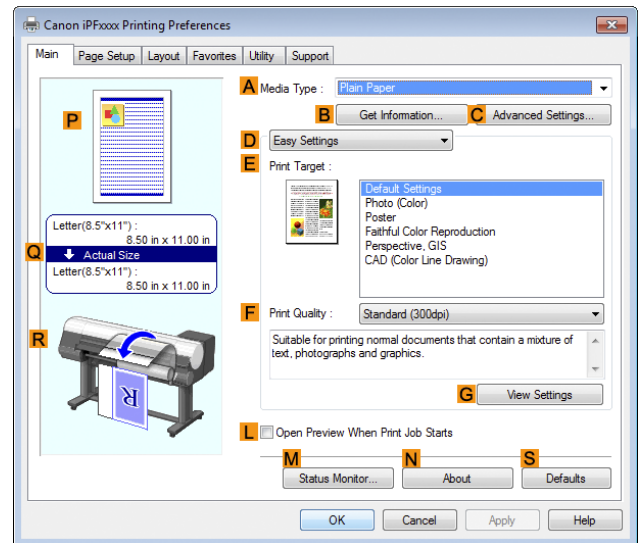 Canon iPFxxxx Printing Preferences
Main Page Setup Layout Favorites Utility Support
A Media Type : Plain Paper
B Get Information... C Advanced Settings...
D Easy Settings
E Print Target :
Default Settings
Photo (Color)
Poster
Faithful Color Reproduction
Perspective, GIS
CAD (Color Line Drawing)
F Print Quality : Standard (300dpi)
Suitable for printing normal documents that contain a mixture of
text, photographs and graphics.
G View Settings
L Open Preview When Print Job Starts
M Status Monitor... N About S Defaults
OK Cancel Apply Help
P
Q
Letter(8.5"x11") :
8.50 in x 11.00 in
Actual Size
Letter(8.5"x11") :
8.50 in x 11.00 in
R
R